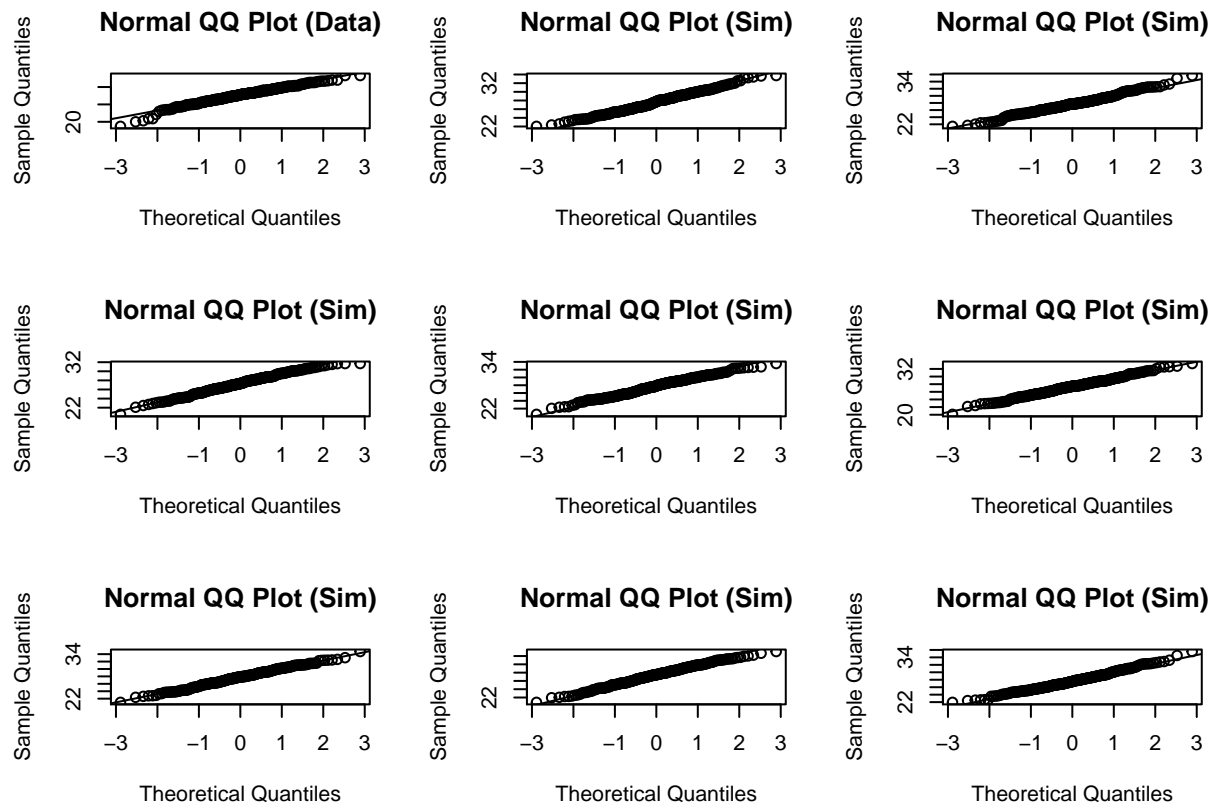 Normal QQ Plot (Data)
Sample Quantiles
20
−3 −1 0 1 2 3
Theoretical Quantiles
Normal QQ Plot (Sim)
Sample Quantiles
32
22
−3 −1 0 1 2 3
Theoretical Quantiles
Normal QQ Plot (Sim)
Sample Quantiles
34
22
−3 −1 0 1 2 3
Theoretical Quantiles
Normal QQ Plot (Sim)
Sample Quantiles
32
22
−3 −1 0 1 2 3
Theoretical Quantiles
Normal QQ Plot (Sim)
Sample Quantiles
34
22
−3 −1 0 1 2 3
Theoretical Quantiles
Normal QQ Plot (Sim)
Sample Quantiles
32
20
−3 −1 0 1 2 3
Theoretical Quantiles
Normal QQ Plot (Sim)
Sample Quantiles
34
22
−3 −1 0 1 2 3
Theoretical Quantiles
Normal QQ Plot (Sim)
Sample Quantiles
22
−3 −1 0 1 2 3
Theoretical Quantiles
Normal QQ Plot (Sim)
Sample Quantiles
34
22
−3 −1 0 1 2 3
Theoretical Quantiles